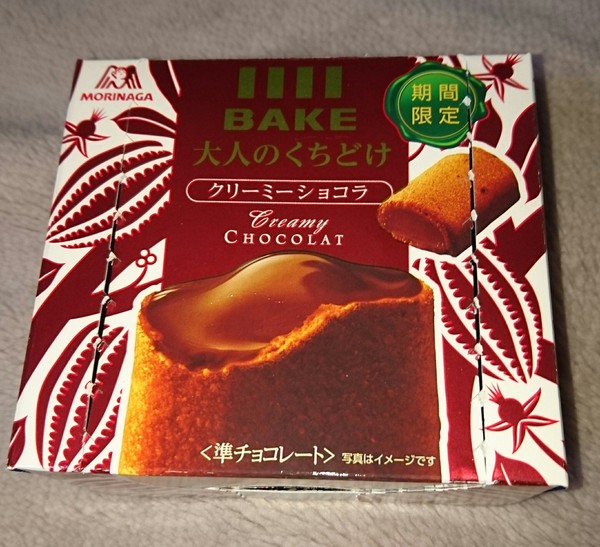 MORINAGA
BAKE
期間
限定
大人のくちどけ
クリーミーショコラ
Creamy
CHOCOLAT
<準チョコレート> 写真はイメージです